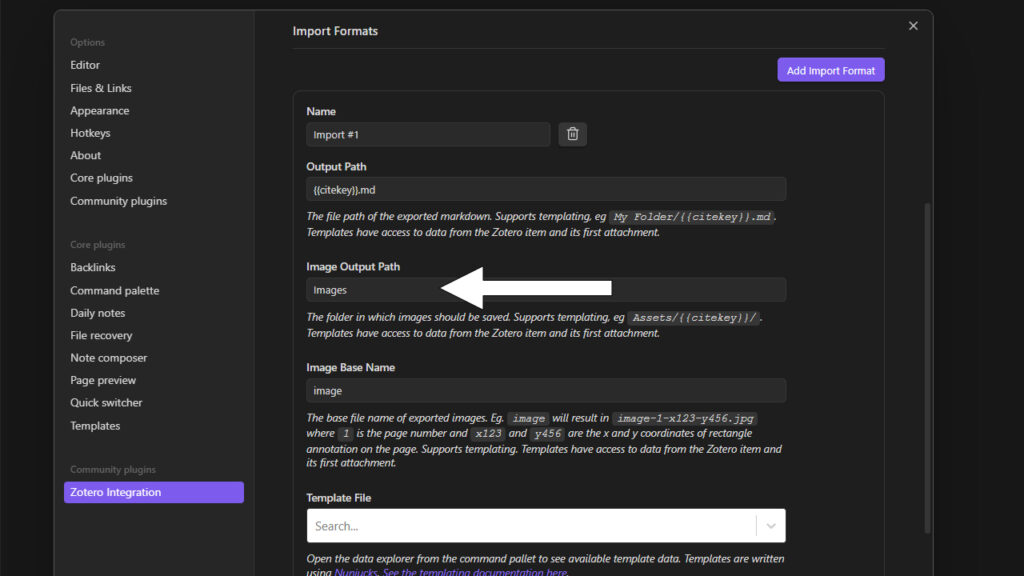 Options
Editor
Files & Links
Appearance
Hotkeys
About
Core plugins
Community plugins
Core plugins
Backlinks
Command palette
Daily notes
File recovery
Note composer
Page preview
Quick switcher
Templates
Community plugins
Zotero Integration
Import Formats
Add Import Format
Name
Import #1
Output Path
{{citekey}}.md
The file path of the exported markdown. Supports templating, eg My Folder/{{citekey}}.md.
Templates have access to data from the Zotero item and its first attachment.
Image Output Path
Images
The folder in which images should be saved. Supports templating, eg Assets/{{citekey}}/.
Templates have access to data from the Zotero item and its first attachment.
Image Base Name
image
The base file name of exported images. Eg. image will result in image-1-x123-y456.jpg
where 1 is the page number and x123 and y456 are the x and y coordinates of rectangle
annotation on the page. Supports templating. Templates have access to data from the Zotero item and
its first attachment.
Template File
Search...
Open the data explorer from the command pallet to see available template data. Templates are written
using Nunjucks. See the templating documentation here.